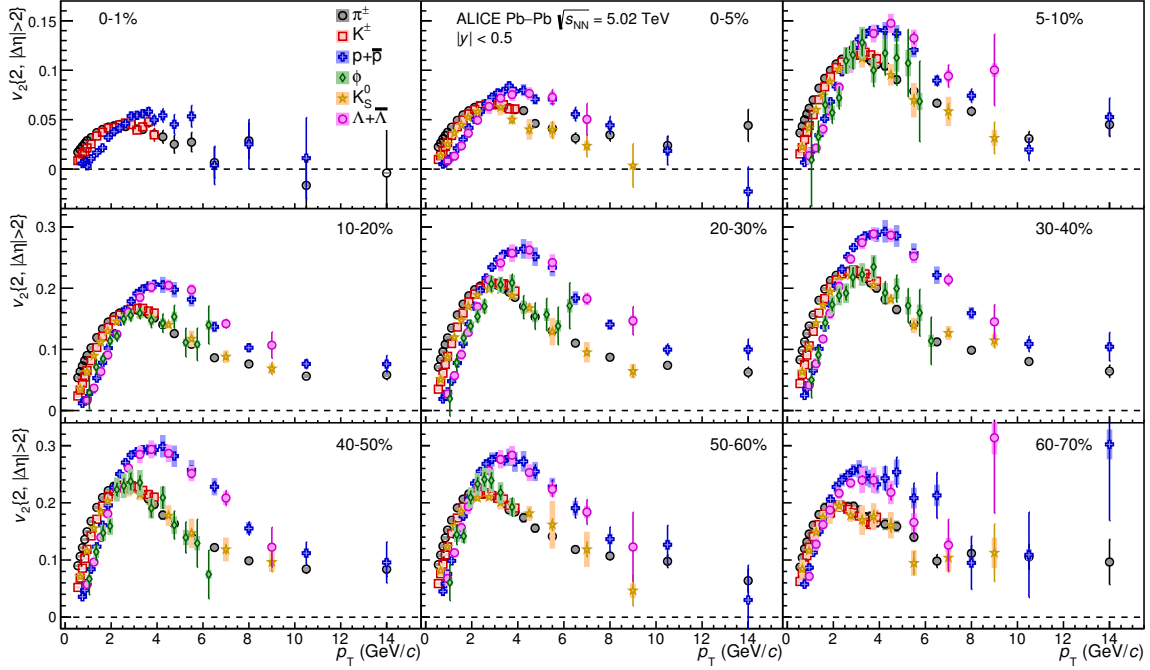 0-1%
π±
K±
p+p̅
ϕ
K⁰S
Λ+Λ̅
ALICE Pb–Pb √sNN = 5.02 TeV
|y| < 0.5
0-5%
5-10%
v₂{2, |Δη|>2}
0.15
0.1
0.05
0
10-20%
20-30%
30-40%
v₂{2, |Δη|>2}
0.3
0.2
0.1
0
40-50%
50-60%
60-70%
v₂{2, |Δη|>2}
0.3
0.2
0.1
0
0 2 4 6 8 10 12 14
0 2 4 6 8 10 12 14
0 2 4 6 8 10 12 14
pT (GeV/c)
pT (GeV/c)
pT (GeV/c)